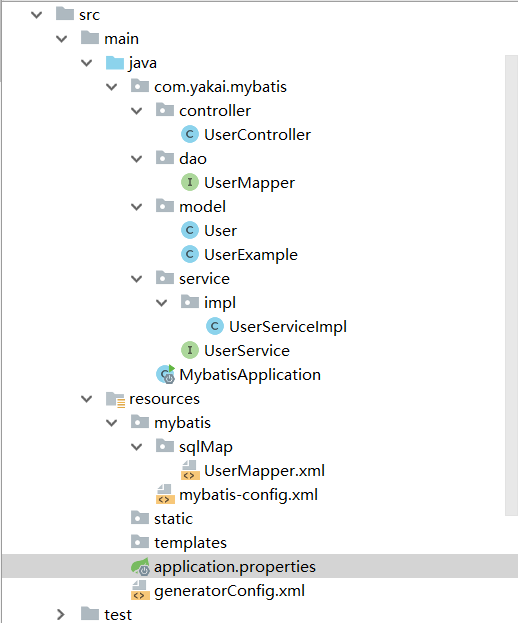 src
main
java
com.yakai.mybatis
controller
UserController
dao
UserMapper
model
User
UserExample
service
impl
UserServiceImpl
UserService
MybatisApplication
resources
mybatis
sqlMap
UserMapper.xml
mybatis-config.xml
static
templates
application.properties
generatorConfig.xml
test